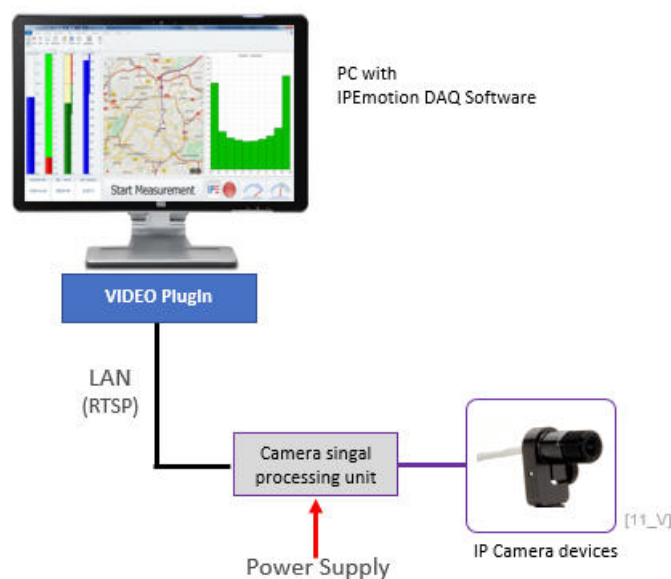 PC with
IPEmotion DAQ Software
Start Measurement
IPE
VIDEO PlugIn
LAN
(RTSP)
Camera singal
processing unit
[11_V]
IP Camera devices
Power Supply